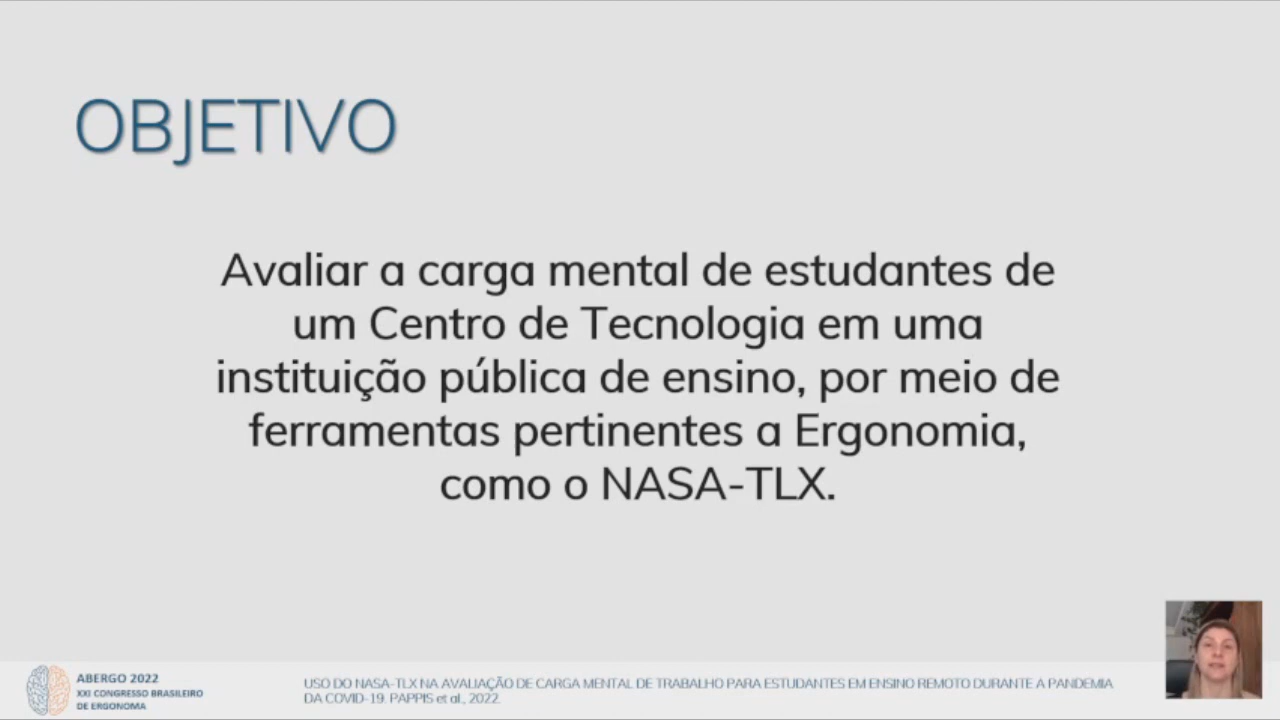 OBJETIVO
Avaliar a carga mental de estudantes de
um Centro de Tecnologia em uma
instituição pública de ensino, por meio de
ferramentas pertinentes a Ergonomia,
como o NASA-TLX.
ABERGO 2022
XXI CONGRESSO BRASILEIRO
DE ERGONOMA
USO DO NASA-TLX NA AVALIAÇÃO DE CARGA MENTAL DE TRABALHO PARA ESTUDANTES EM ENSINO REMOTO DURANTE A PANDEMIA
DA COVID-19. PAPPIS et al., 2022.